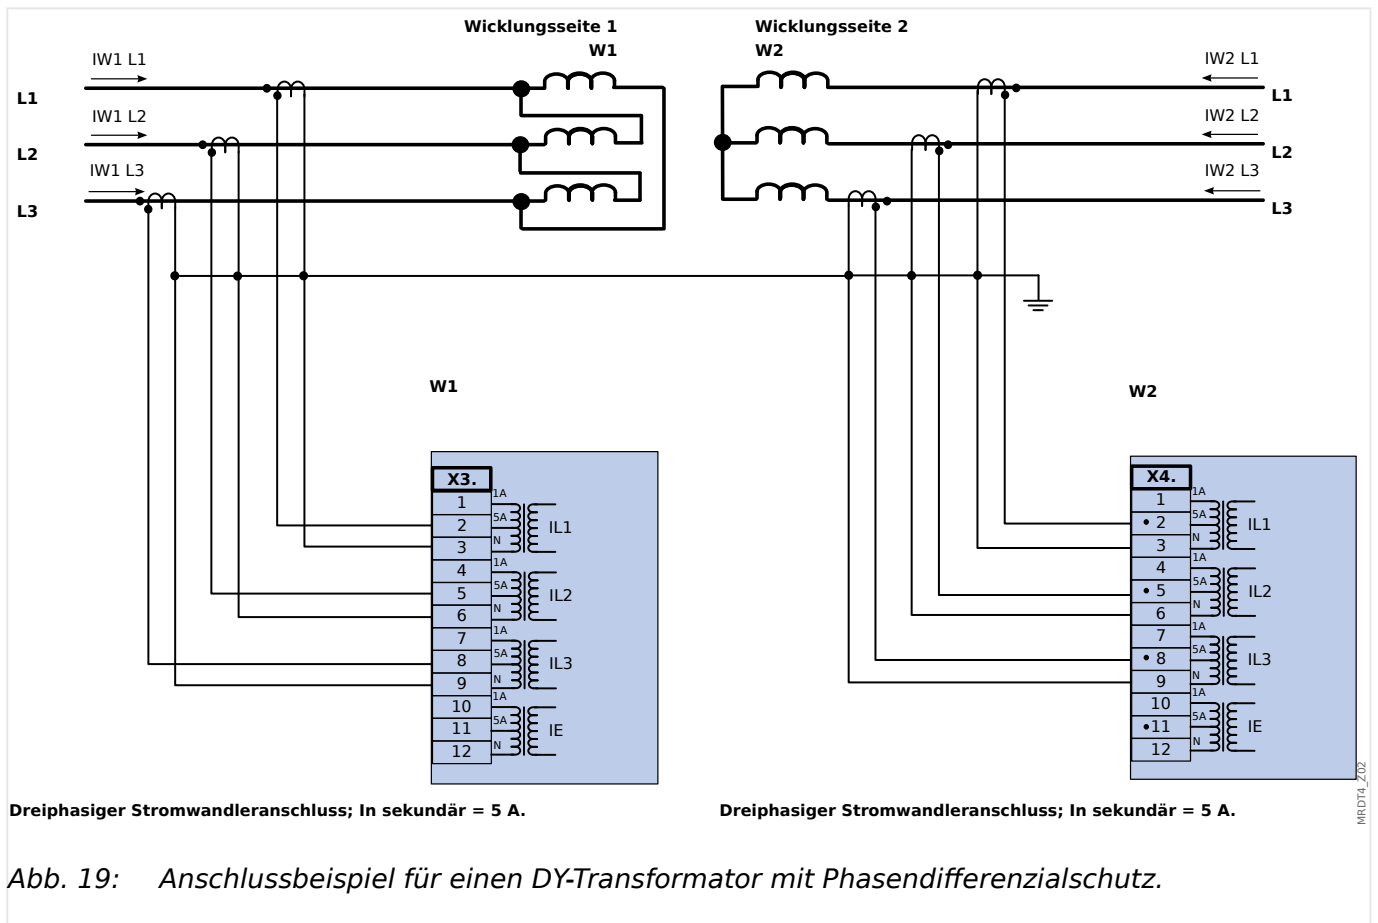 Wicklungsseite 1
W1
Wicklungsseite 2
W2
IW1 L1
L1
IW1 L2
L2
IW1 L3
L3
IW2 L1
L1
IW2 L2
L2
IW2 L3
L3
W1
X3.
1 1A
2 5A IL1
3 N
4 1A
5 5A IL2
6 N
7 1A
8 5A IL3
9 N
10 1A
11 5A IE
12 N
W2
X4.
1 1A
• 2 5A IL1
3 N
4 1A
• 5 5A IL2
6 N
7 1A
• 8 5A IL3
9 N
10 1A
•11 5A IE
12 N
MRDT4_Z02
Dreiphasiger Stromwandleranschluss; In sekundär = 5 A.
Dreiphasiger Stromwandleranschluss; In sekundär = 5 A.
Abb. 19: Anschlussbeispiel für einen DY-Transformator mit Phasendifferenzialschutz.